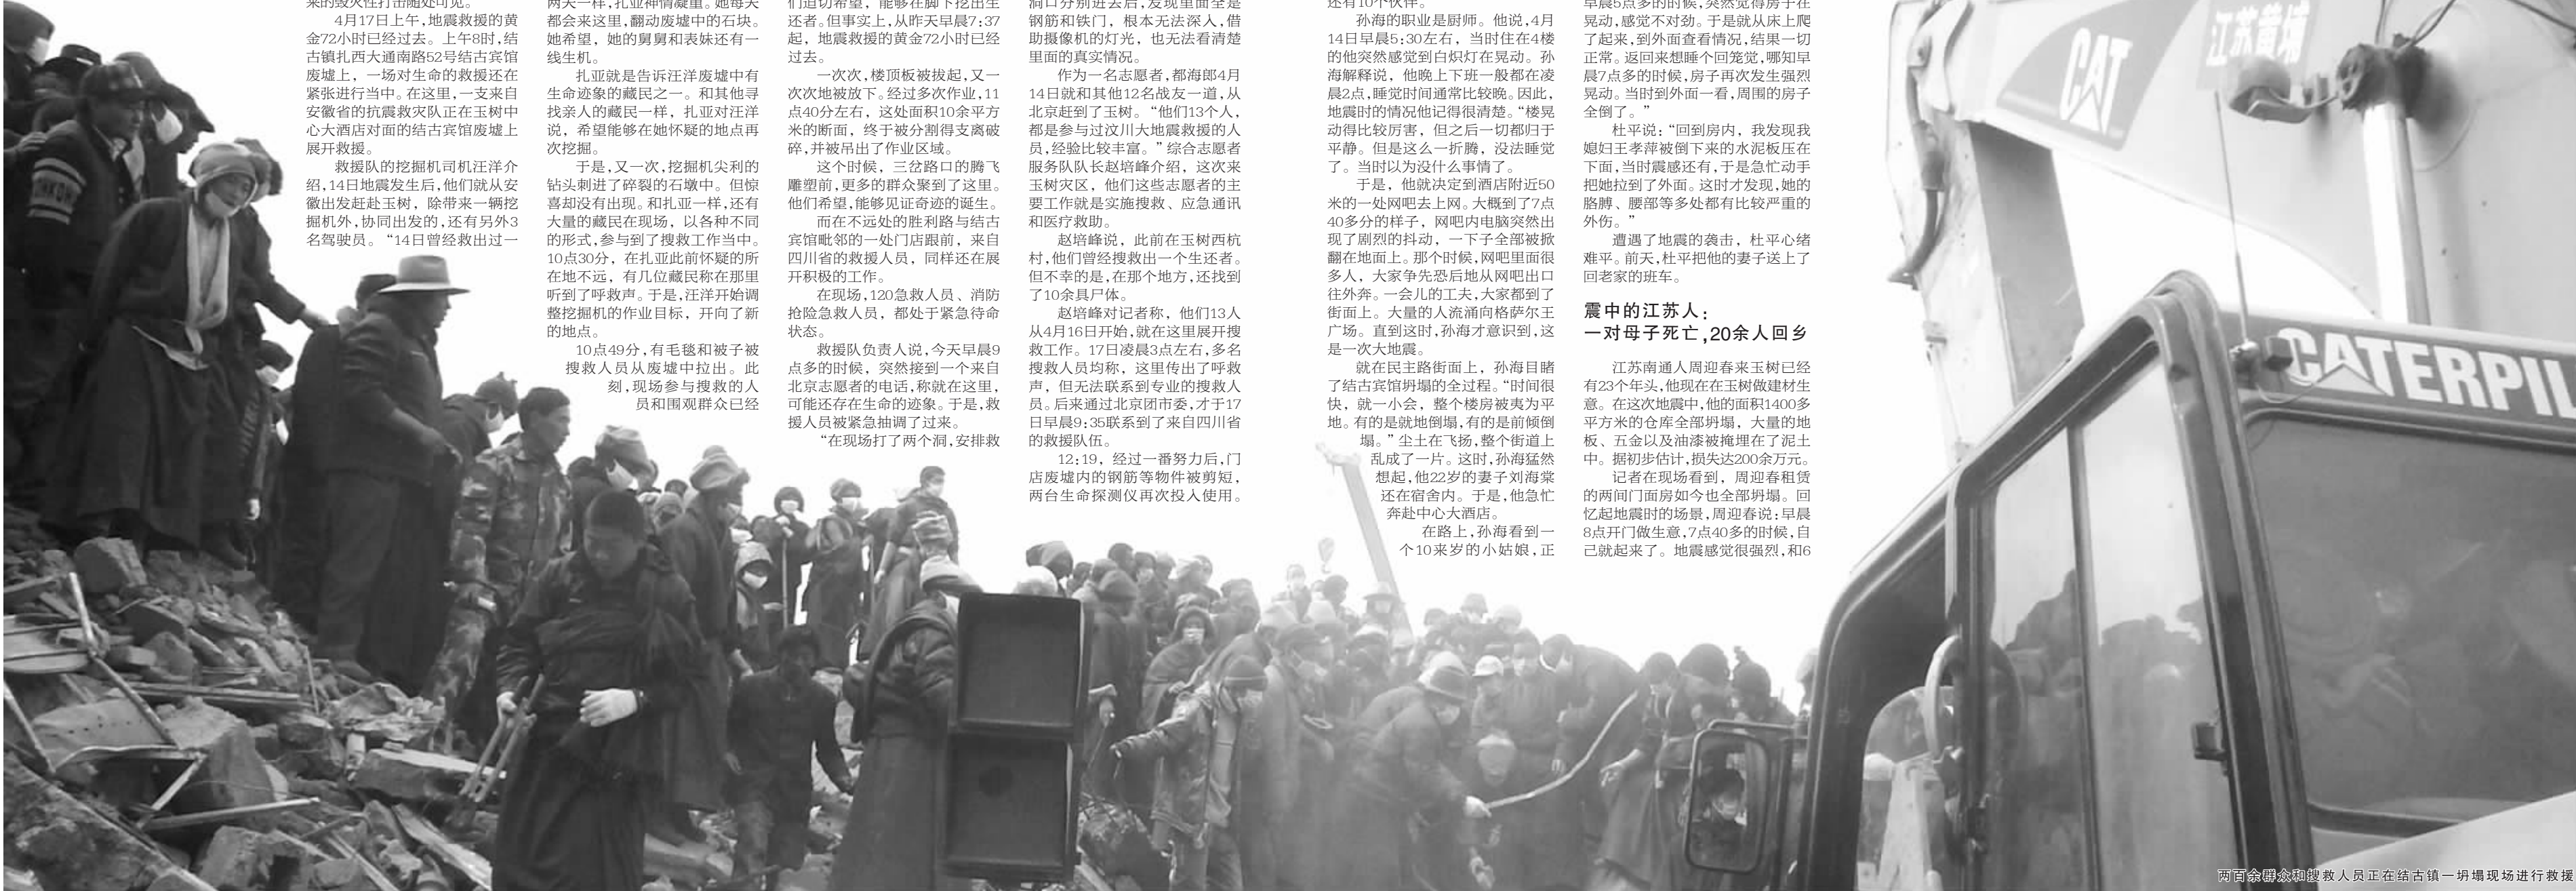 来的毁灭性打击随处可见。
4月17日上午，地震救援的黄
金72小时已经过去。上午8时，结
古镇扎西大通南路52号结古宾馆
废墟上，一场对生命的救援还在
紧张进行当中。在这里，一支来自
安徽省的抗震救灾队正在玉树中
心大酒店对面的结古宾馆废墟上
展开救援。
救援队的挖掘机司机汪洋介
绍，14日地震发生后，他们就从安
徽出发赶赴玉树，除带来一辆挖
掘机外，协同出发的，还有另外3
名驾驶员。“14日曾经救出过一
两天一样，扎亚神情凝重。她每天
都会来这里，翻动废墟中的石块。
她希望，她的舅舅和表妹还有一
线生机。
扎亚就是告诉汪洋废墟中有
生命迹象的藏民之一。和其他寻
找亲人的藏民一样，扎亚对汪洋
说，希望能够在她怀疑的地点再
次挖掘。
于是，又一次，挖掘机尖利的
钻头刺进了碎裂的石墩中。但惊
喜却没有出现。和扎亚一样，还有
大量的藏民在现场，以各种不同
的形式，参与到了搜救工作当中。
10点30分，在扎亚此前怀疑的所
在地不远，有几位藏民称在那里
听到了呼救声。于是，汪洋开始调
整挖掘机的作业目标，开向了新
的地点。
10点49分，有毛毯和被子被
搜救人员从废墟中拉出。此
刻，现场参与搜救的人
员和围观群众已经
们迫切希望，能够在脚下挖出生
还者。但事实上，从昨天早晨7:37
起，地震救援的黄金72小时已经
过去。
一次次，楼顶板被拔起，又一
次次地被放下。经过多次作业，11
点40分左右，这处面积10余平方
米的断面，终于被分割得支离破
碎，并被吊出了作业区域。
这个时候，三岔路口的腾飞
雕塑前，更多的群众聚到了这里。
他们希望，能够见证奇迹的诞生。
而在不远处的胜利路与结古
宾馆毗邻的一处门店跟前，来自
四川省的救援人员，同样还在展
开积极的工作。
在现场，120急救人员、消防
抢险急救人员，都处于紧急待命
状态。
救援队负责人说，今天早晨9
点多的时候，突然接到一个来自
北京志愿者的电话，称就在这里，
可能还存在生命的迹象。于是，救
援人员被紧急抽调了过来。
“在现场打了两个洞，安排救
洞口分别进去后，发现里面全是
钢筋和铁门，根本无法深入，借
助摄像机的灯光，也无法看清楚
里面的真实情况。
作为一名志愿者，都海郎4月
14日就和其他12名战友一道，从
北京赶到了玉树。“他们13个人，
都是参与过汶川大地震救援的人
员，经验比较丰富。”综合志愿者
服务队队长赵培峰介绍，这次来
玉树灾区，他们这些志愿者的主
要工作就是实施搜救、应急通讯
和医疗救助。
赵培峰说，此前在玉树西杭
村，他们曾经搜救出一个生还者。
但不幸的是，在那个地方，还找到
了10余具尸体。
赵培峰对记者称，他们13人
从4月16日开始，就在这里展开搜
救工作。17日凌晨3点左右，多名
搜救人员均称，这里传出了呼救
声，但无法联系到专业的搜救人
员。后来通过北京团市委，才于17
日早晨9:35联系到了来自四川省
的救援队伍。
12:19，经过一番努力后，门
店废墟内的钢筋等物件被剪短，
两台生命探测仪再次投入使用。
还有10个伙伴。
孙海的职业是厨师。他说，4月
14日早晨5:30左右，当时住在4楼
的他突然感觉到白炽灯在晃动。孙
海解释说，他晚上下班一般都在凌
晨2点，睡觉时间通常比较晚。因此，
地震时的情况他记得很清楚。“楼晃
动得比较厉害，但之后一切都归于
平静。但是这么一折腾，没法睡觉
了。当时以为没什么事情了。
于是，他就决定到酒店附近50
米的一处网吧去上网。大概到了7点
40多分的样子，网吧内电脑突然出
现了剧烈的抖动，一下子全部被掀
翻在地面上。那个时候，网吧里面很
多人，大家争先恐后地从网吧出口
往外奔。一会儿的工夫，大家都到了
街面上。大量的人流涌向格萨尔王
广场。直到这时，孙海才意识到，这
是一次大地震。
就在民主路街面上，孙海目睹
了结古宾馆坍塌的全过程。“时间很
快，就一小会，整个楼房被夷为平
地。有的是就地倒塌，有的是前倾倒
塌。”尘土在飞扬，整个街道上
乱成了一片。这时，孙海猛然
想起，他22岁的妻子刘海棠
还在宿舍内。于是，他急忙
奔赴中心大酒店。
在路上，孙海看到一
个10来岁的小姑娘，正
早晨5点多的时候，突然觉得房子在
晃动，感觉不对劲。于是就从床上爬
了起来，到外面查看情况，结果一切
正常。返回来想睡个回笼觉，哪知早
晨7点多的时候，房子再次发生强烈
晃动。当时到外面一看，周围的房子
全倒了。”
杜平说：“回到房内，我发现我
媳妇王孝萍被倒下来的水泥板压在
下面，当时震感还有，于是急忙动手
把她拉到了外面。这时才发现，她的
胳膊、腰部等多处都有比较严重的
外伤。”
遭遇了地震的袭击，杜平心绪
难平。前天，杜平把他的妻子送上了
回老家的班车。
震中的江苏人：
一对母子死亡，20余人回乡
江苏南通人周迎春来玉树已经
有23个年头，他现在在玉树做建材生
意。在这次地震中，他的面积1400多
平方米的仓库全部坍塌，大量的地
板、五金以及油漆被掩埋在了泥土
中。据初步估计，损失达200余万元。
记者在现场看到，周迎春租赁
的两间门面房如今也全部坍塌。回
忆起地震时的场景，周迎春说：早晨
8点开门做生意，7点40多的时候，自
己就起来了。地震感觉很强烈，和6
CAT
江苏黄埔
CATERPIL
两百余群众和搜救人员正在结古镇一坍塌现场进行救援